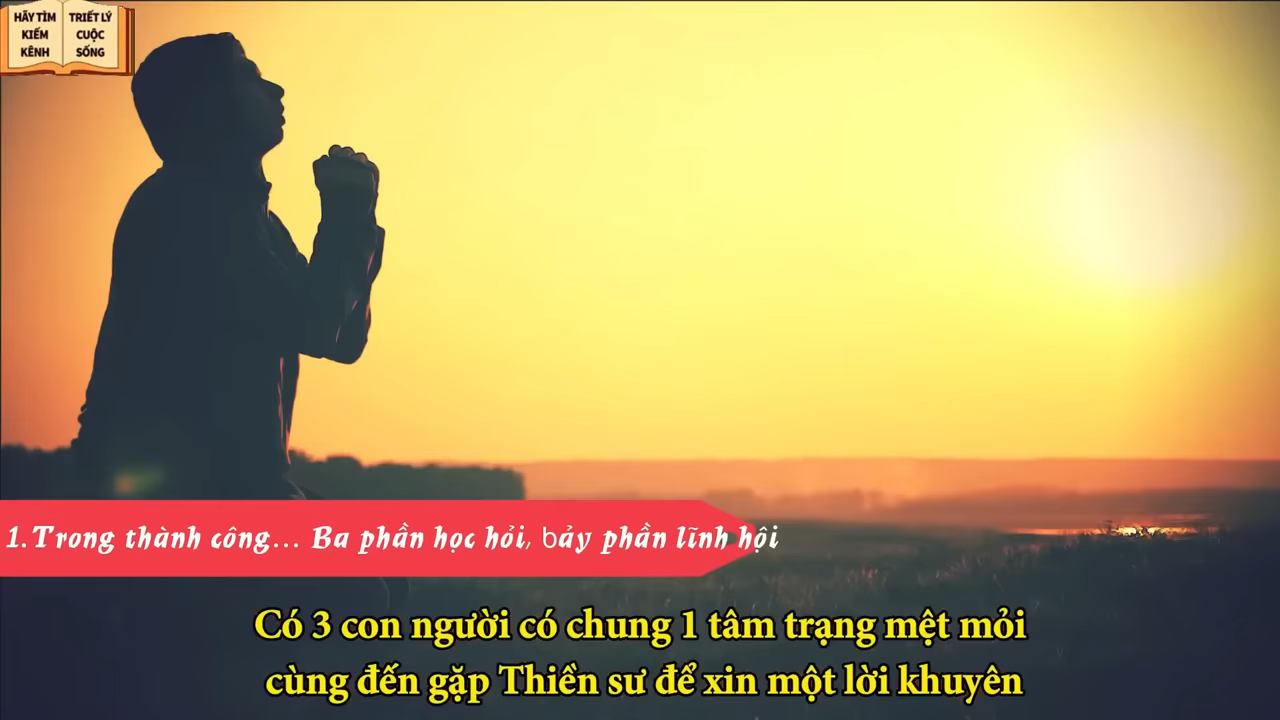 HÃY TÌM
KIẾM
KÊNH
TRIẾT LÝ
CUỘC
SỐNG
1.Trong thành công... Ba phần học hỏi, bảy phần lĩnh hội
Có 3 con người có chung 1 tâm trạng mệt mỏi
cùng đến gặp Thiền sư để xin một lời khuyên